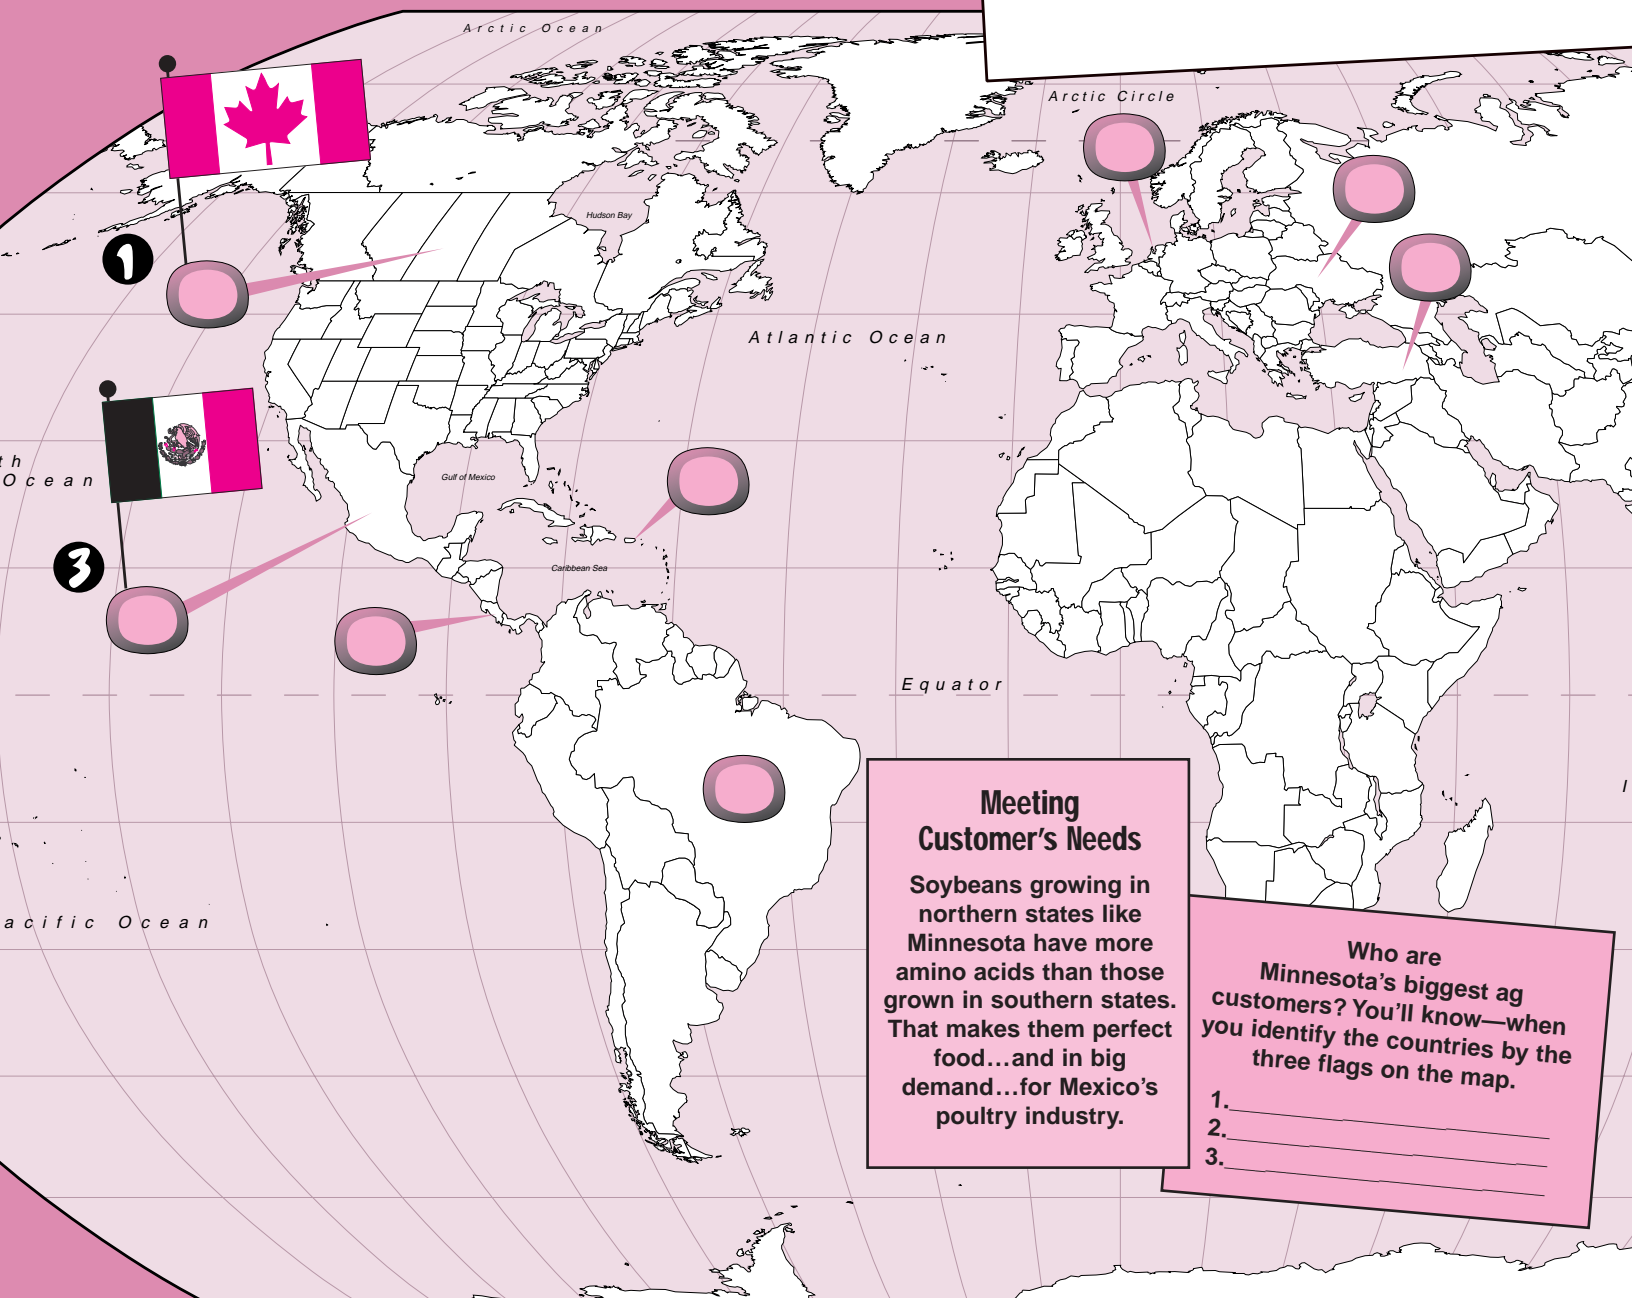 Arctic Ocean
Arctic Circle
1
Hudson Bay
Atlantic Ocean
th
Ocean
Gulf of Mexico
3
Caribbean Sea
Equator
I
acific Ocean
Meeting
Customer's Needs
Soybeans growing in
northern states like
Minnesota have more
amino acids than those
grown in southern states.
That makes them perfect
food…and in big
demand…for Mexico's
poultry industry.
Who are
Minnesota's biggest ag
customers? You'll know—when
you identify the countries by the
three flags on the map.
1.
2.
3.